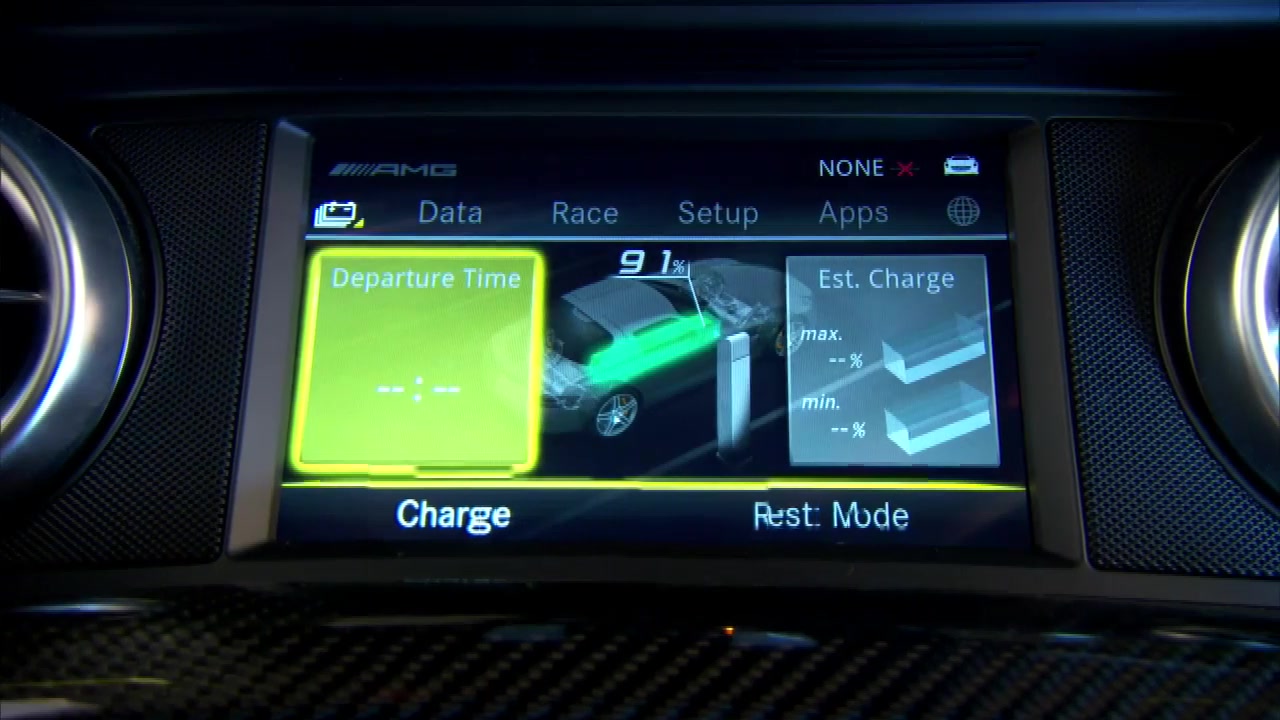 AMG
NONE
Data Race Setup Apps
Departure Time
--:--
91%
Est. Charge
max.
--%
min.
--%
Charge
Rest. Mode